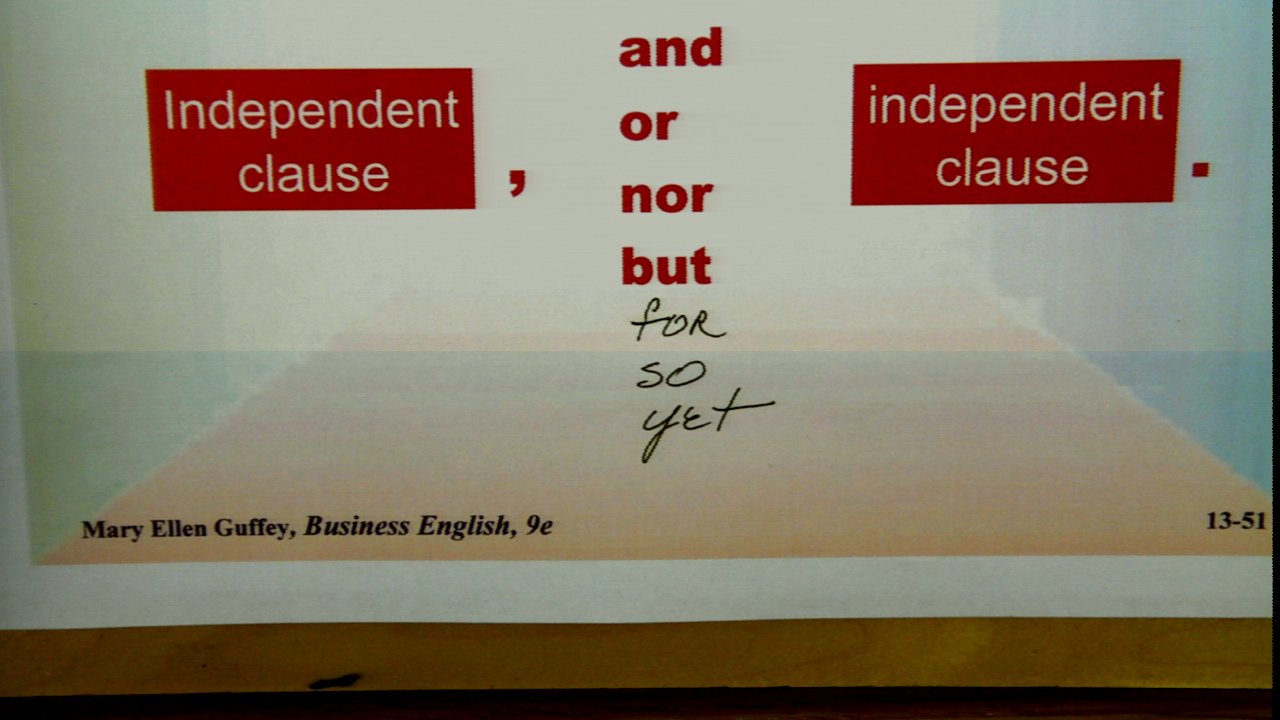 and
Independent
clause
,
or
nor
but
independent
clause
.
for
so
yet
Mary Ellen Guffey, Business English, 9e
13-51